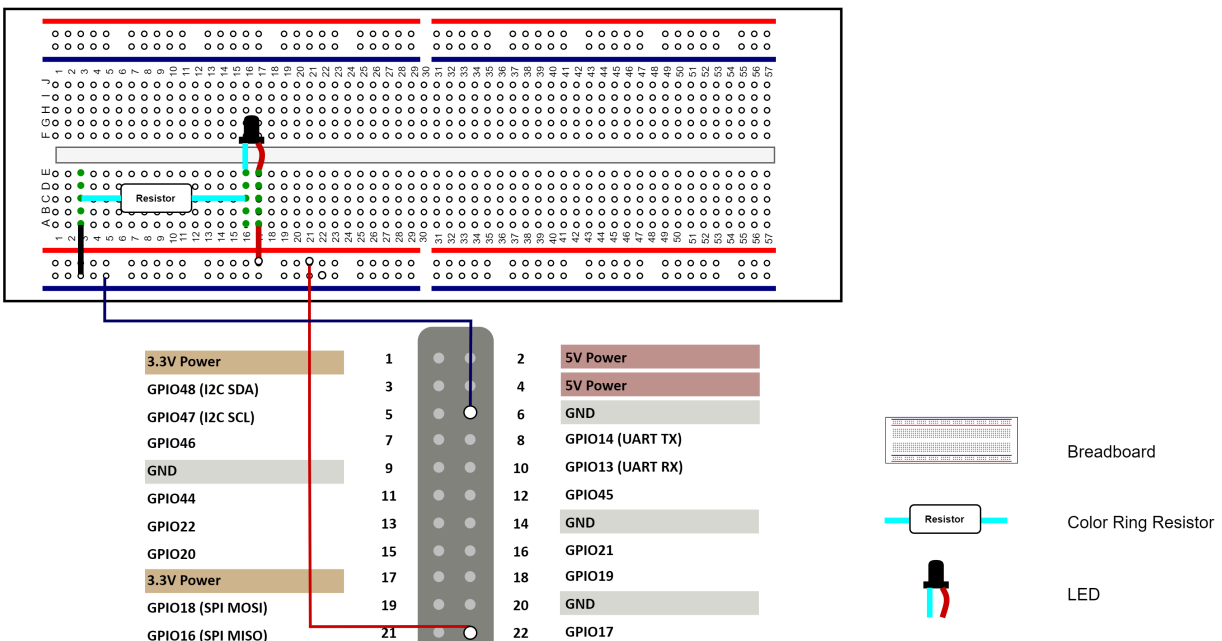 1 2 3 4 5 6 7 8 9 10 11 12 13 14 15 16 17 18 19 20 21 22 23 24 25 26 27 28 29 30 31 32 33 34 35 36 37 38 39 40 41 42 43 44 45 46 47 48 49 50 51 52 53 54 55 56 57
J
I
H
G
F
E
D
C
B
A
Resistor
1 2 3 4 5 6 7 8 9 10 11 12 13 14 15 16 18 19 20 21 22 23 24 25 26 27 28 29 30 31 32 33 34 35 36 37 38 39 40 41 42 43 44 45 46 47 48 49 50 51 52 53 54 55 56 57
3.3V Power 1 2 5V Power
GPIO48 (I2C SDA) 3 4 5V Power
GPIO47 (I2C SCL) 5 6 GND
GPIO46 7 8 GPIO14 (UART TX)
GND 9 10 GPIO13 (UART RX)
GPIO44 11 12 GPIO45
GPIO22 13 14 GND
GPIO20 15 16 GPIO21
3.3V Power 17 18 GPIO19
GPIO18 (SPI MOSI) 19 20 GND
GPIO16 (SPI MISO) 21 22 GPIO17
Breadboard
Resistor
Color Ring Resistor
LED